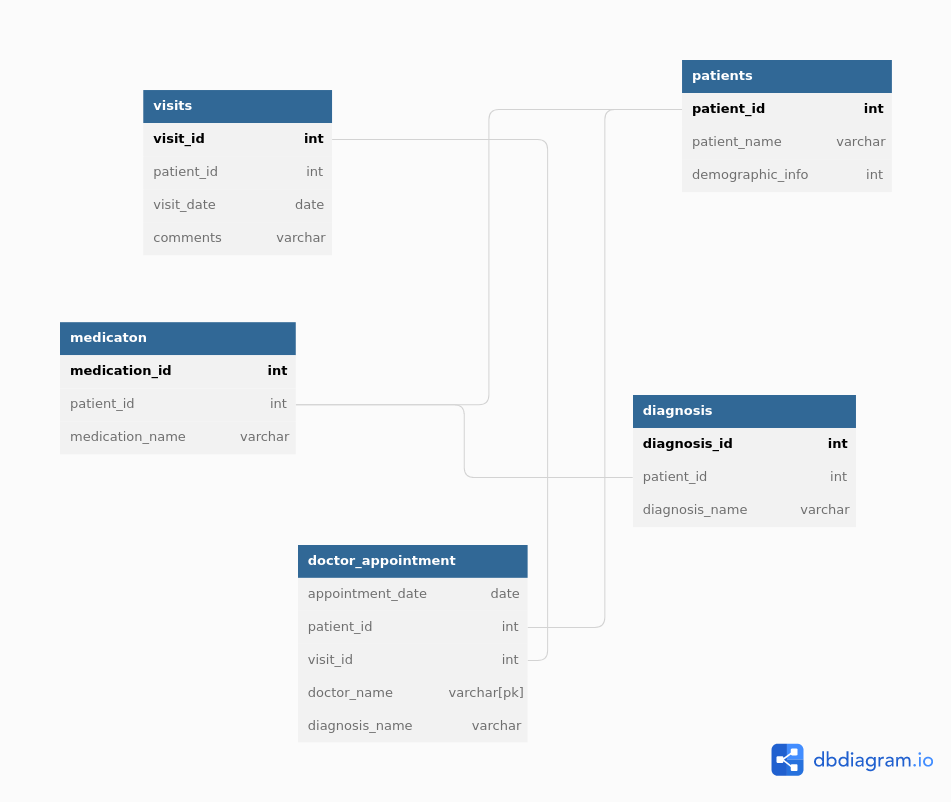 visits
visit_id int
patient_id int
visit_date date
comments varchar
patients
patient_id int
patient_name varchar
demographic_info int
medicaton
medication_id int
patient_id int
medication_name varchar
diagnosis
diagnosis_id int
patient_id int
diagnosis_name varchar
doctor_appointment
appointment_date date
patient_id int
visit_id int
doctor_name varchar[pk]
diagnosis_name varchar
dbdiagram.io